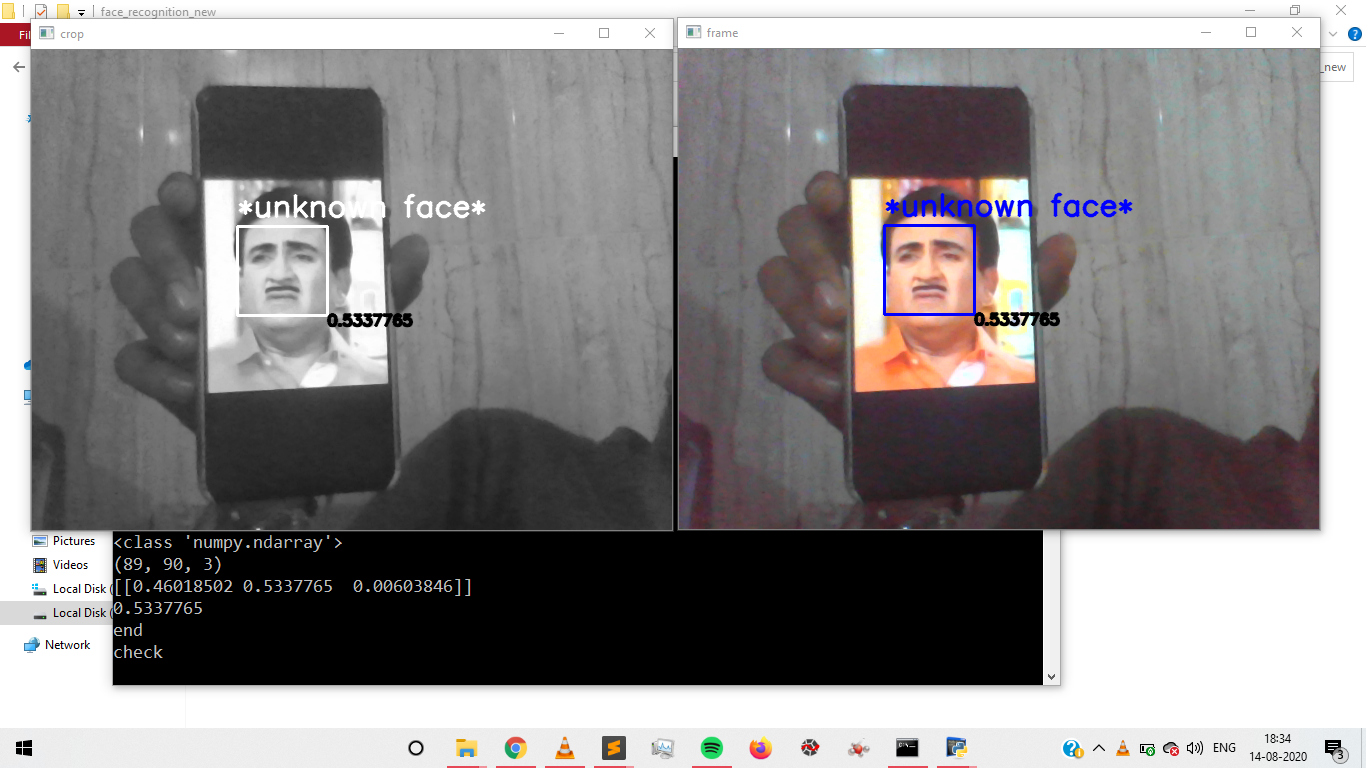 face_recognition_new
Fil
crop
frame
_new
*unknown face*
0.5337765
*unknown face*
0.5337765
Pictures
Videos
Local Disk (
Local Disk (
Network
<class 'numpy.ndarray'>
(89, 90, 3)
[[0.46018502 0.5337765  0.00603846]]
0.5337765
end
check
ENG
18:34
14-08-2020
3